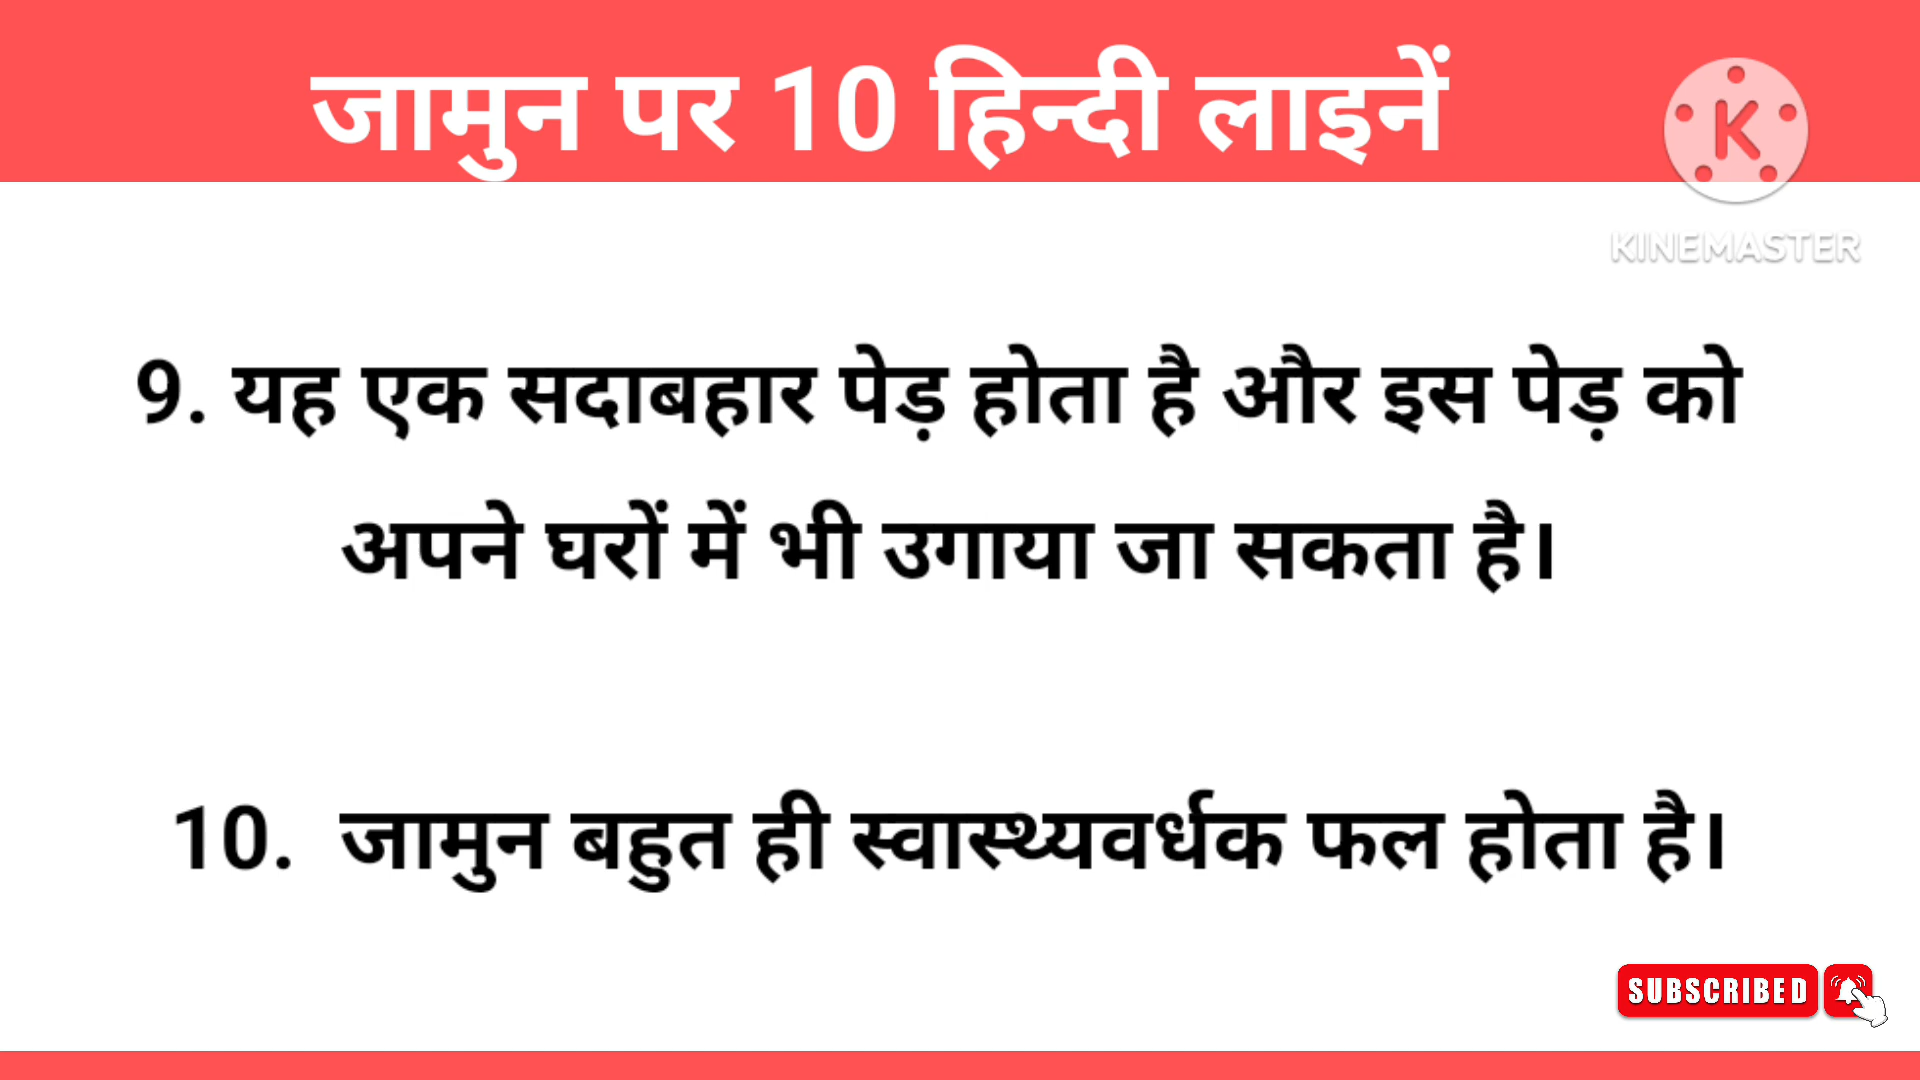 जामुन पर 10 हिन्दी लाइनें
KINEMASTER
9. यह एक सदाबहार पेड़ होता है और इस पेड़ को
अपने घरों में भी उगाया जा सकता है।
10. जामुन बहुत ही स्वास्थ्यवर्धक फल होता है।
SUBSCRIBED